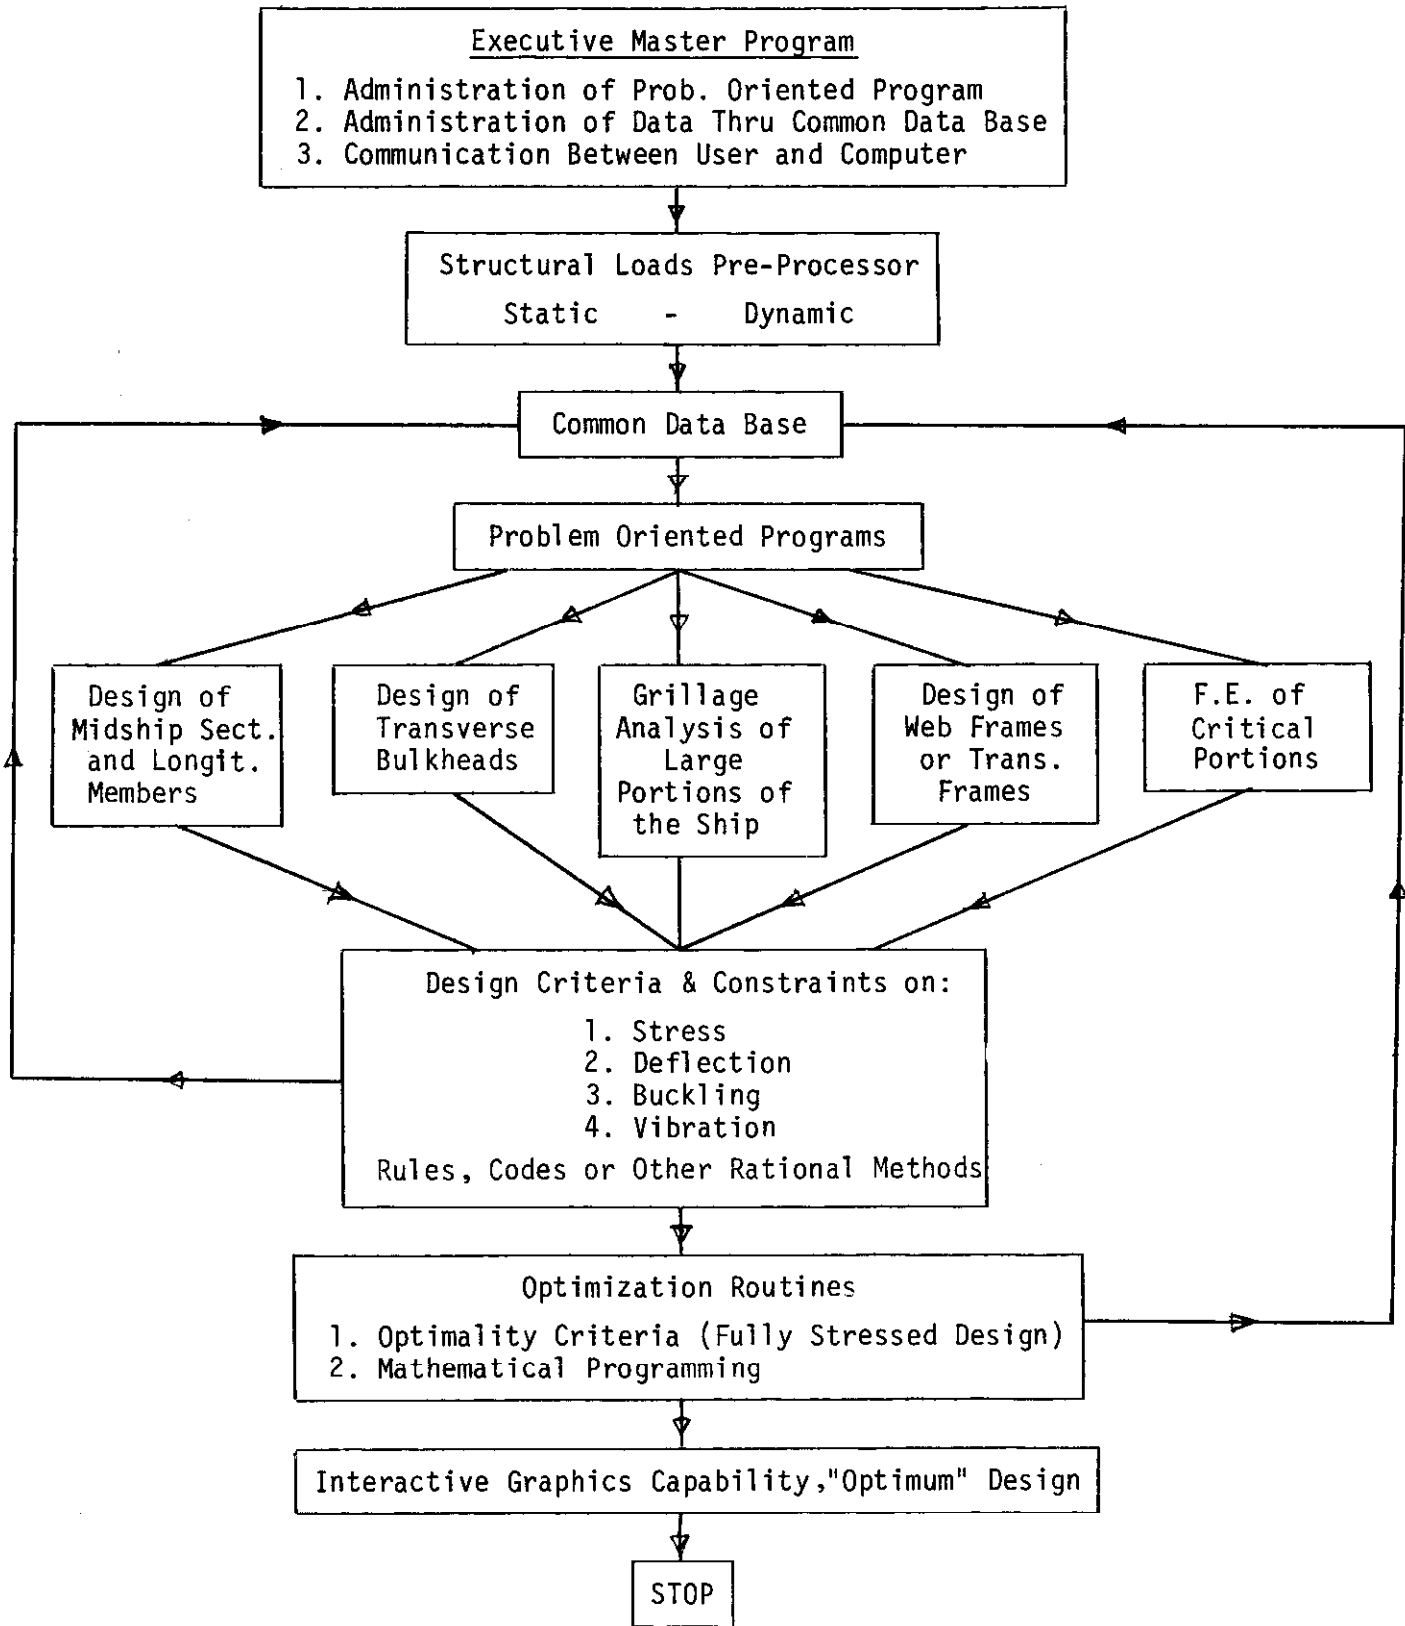 Executive Master Program
1. Administration of Prob. Oriented Program
2. Administration of Data Thru Common Data Base
3. Communication Between User and Computer
Structural Loads Pre-Processor
Static - Dynamic
Common Data Base
Problem Oriented Programs
Design of
Midship Sect.
and Longit.
Members
Design of
Transverse
Bulkheads
Grillage
Analysis of
Large
Portions of
the Ship
Design of
Web Frames
or Trans.
Frames
F.E. of
Critical
Portions
Design Criteria & Constraints on:
1. Stress
2. Deflection
3. Buckling
4. Vibration
Rules, Codes or Other Rational Methods
Optimization Routines
1. Optimality Criteria (Fully Stressed Design)
2. Mathematical Programming
Interactive Graphics Capability,"Optimum" Design
STOP